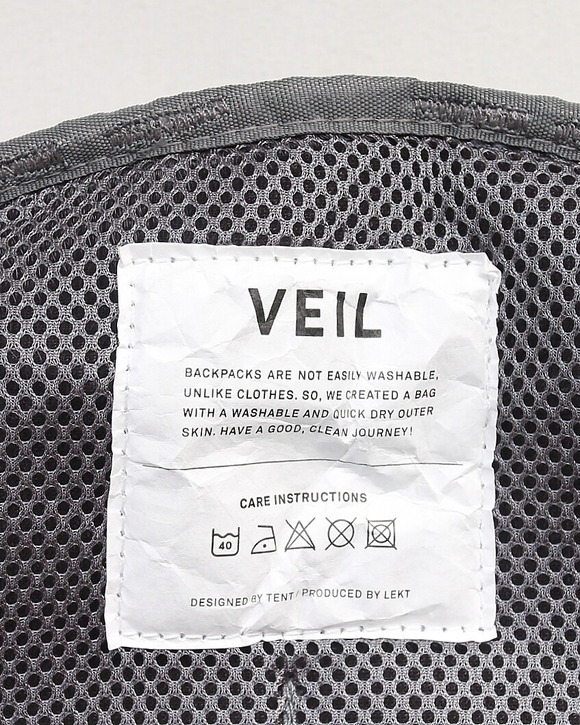 VEIL
BACKPACKS ARE NOT EASILY WASHABLE,
UNLIKE CLOTHES. SO, WE CREATED A BAG
WITH A WASHABLE AND QUICK DRY OUTER
SKIN. HAVE A GOOD, CLEAN JOURNEY!
CARE INSTRUCTIONS
40
DESIGNED BY TENT/PRODUCED BY LEKT